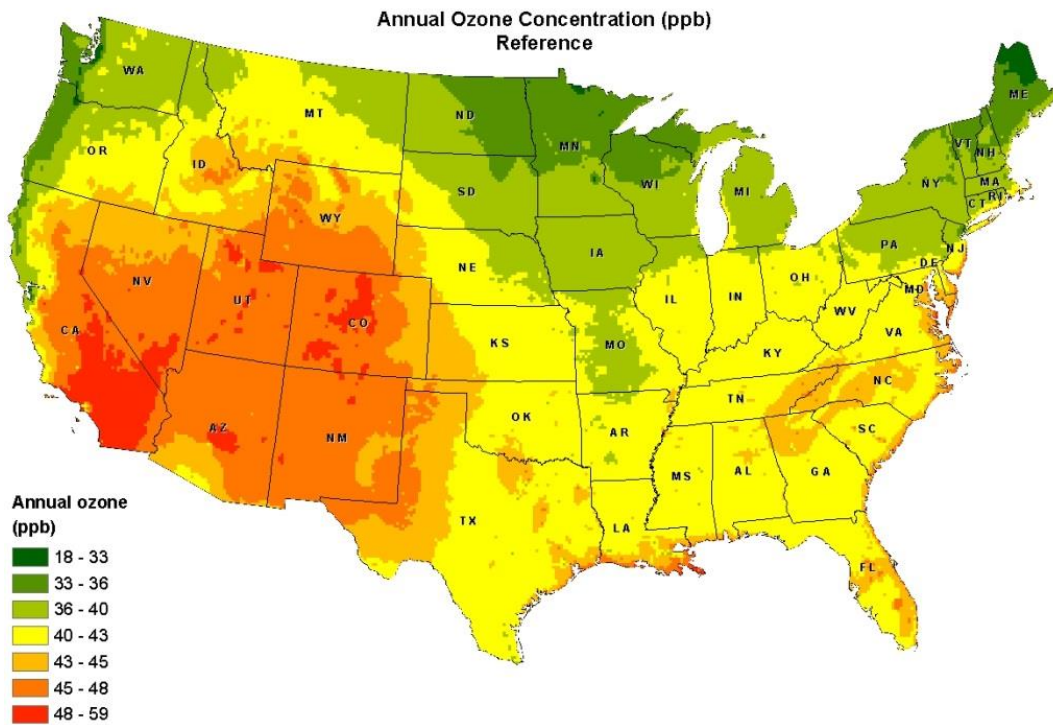 Annual Ozone Concentration (ppb)
Reference
WA
MT
ND
MN
ME
OR
ID
SD
WI
MI
VT
NH
NY
MA
CT
RI
WY
NE
IA
PA
NJ
NV
UT
CO
IL
IN
OH
DE
MD
CA
KS
MO
WV
VA
KY
AZ
NM
OK
AR
TN
NC
SC
TX
MS
AL
GA
LA
FL
Annual ozone
(ppb)
18 - 33
33 - 36
36 - 40
40 - 43
43 - 45
45 - 48
48 - 59